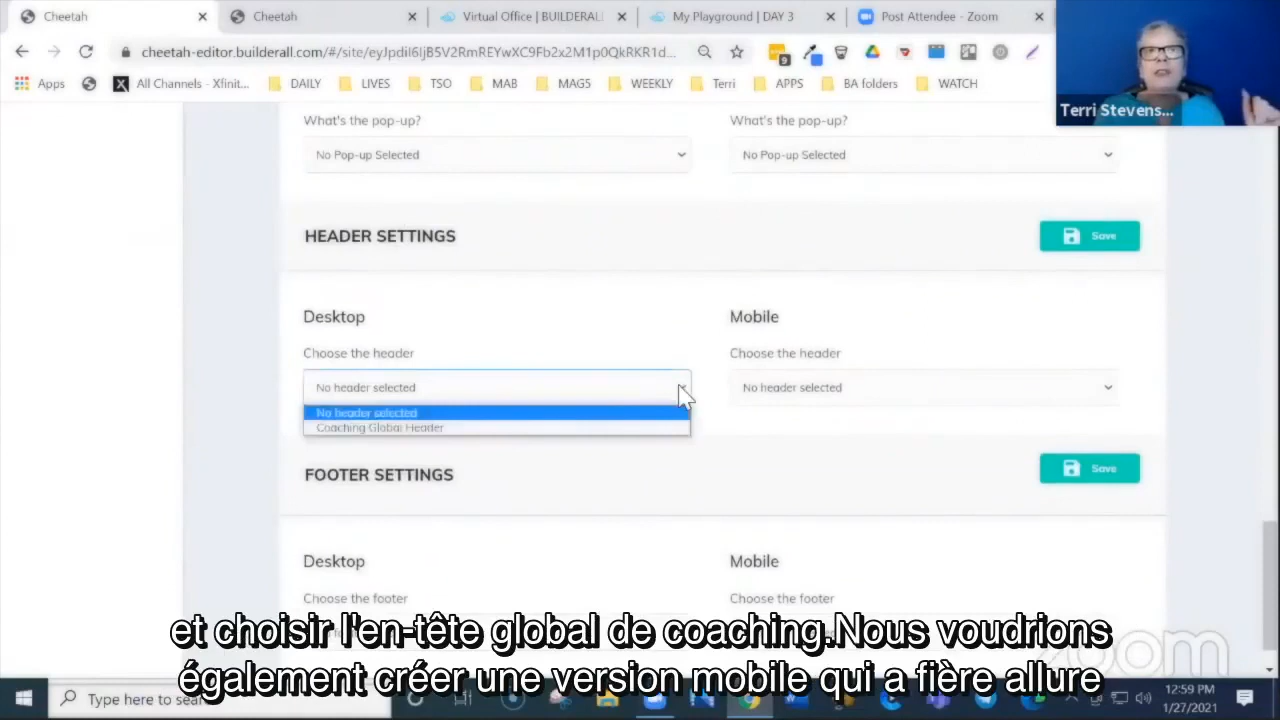 Cheetah
Cheetah
Virtual Office | BUILDERALL
My Playground | DAY 3
Post Attendee - Zoom
cheetah-editor.builderall.com/#/site/eyJpdiI6IjB5V2RmREYwXC9Fb2x2M1p0QkRKR1d...
9
Apps
All Channels - Xfinit...
DAILY
LIVES
TSO
MAB
MAG5
WEEKLY
Terri
APPS
BA folders
WATCH
Terri Stevens...
What's the pop-up?
What's the pop-up?
No Pop-up Selected
No Pop-up Selected
HEADER SETTINGS
Save
Desktop
Mobile
Choose the header
Choose the header
No header selected
No header selected
No header selected
Coaching Global Header
FOOTER SETTINGS
Save
Desktop
Mobile
Choose the footer
Choose the footer
et choisir l'en-tête global de coaching.Nous voudrions
également créer une version mobile qui a fière allure
zoom
Type here to
12:59 PM
1/27/2021